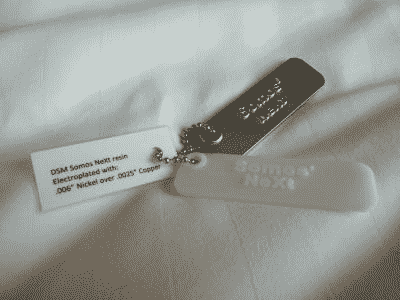 DSM Somos NeXt resin
Electroplated with:
.006" Nickel over .0025" Copper
Somos'
NeXt
Somos'
NeXt